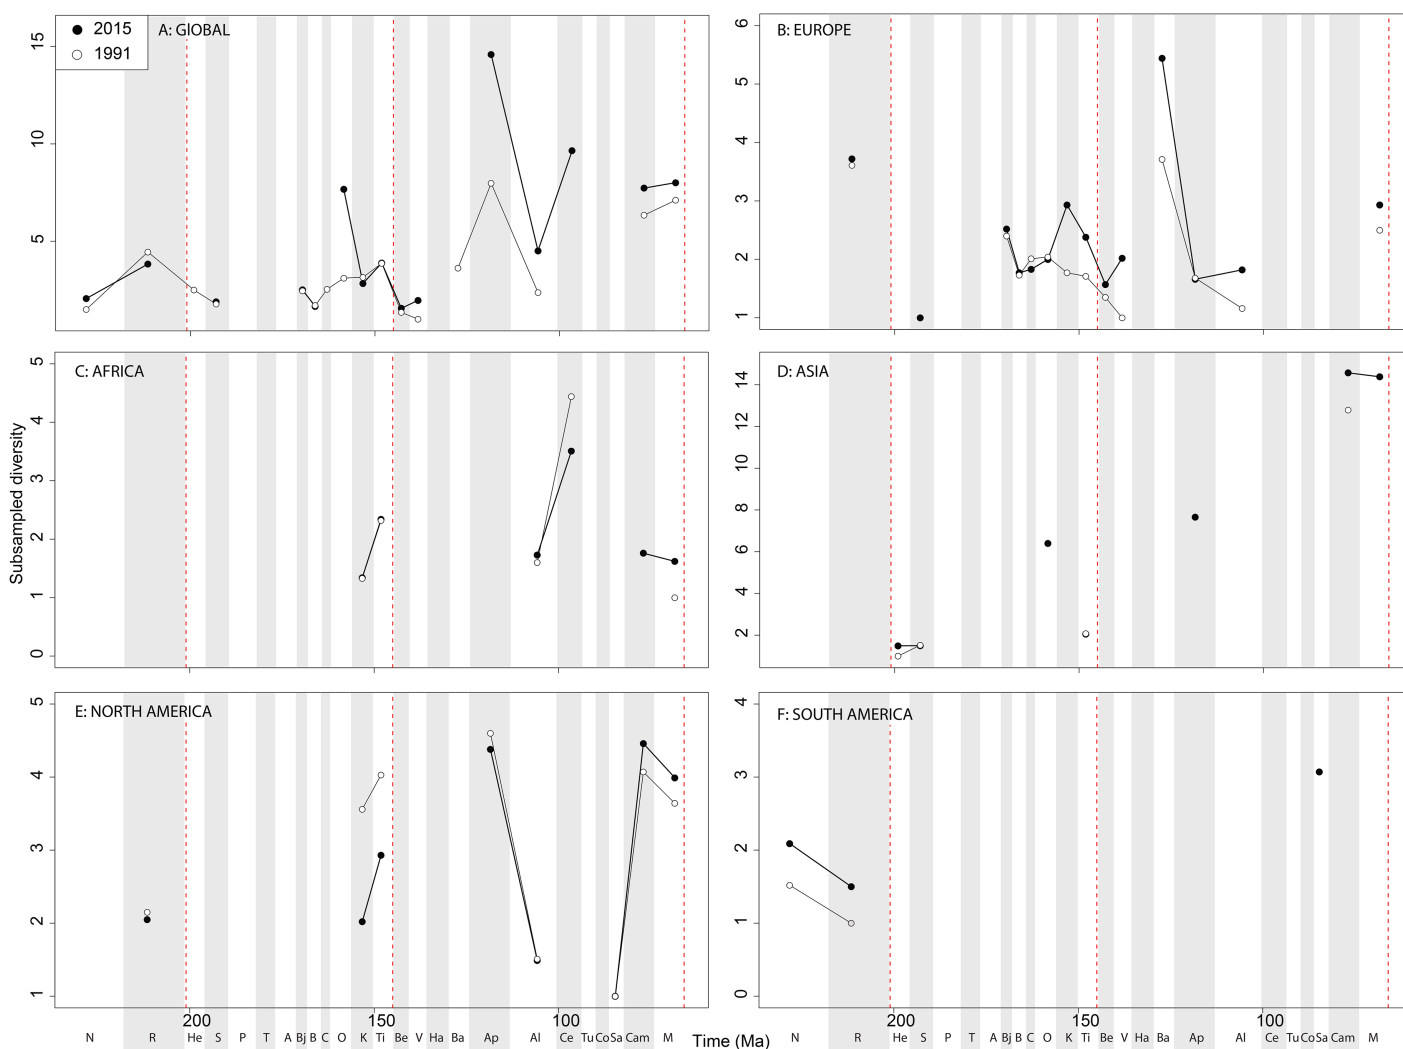 2015
1991
A: GlOBAL
15
10
5
B: EUROPE
6
5
4
3
2
1
Subsampled diversity
C: AFRICA
5
4
3
2
1
0
D: ASIA
14
12
10
8
6
4
2
E: NORTH AMERICA
5
4
3
2
1
F: SOUTH AMERICA
4
3
2
1
0
200 150 100
200 150 100
N R He S P T A Bj B C O K Ti Be V Ha Ba Ap Al Ce Tu Co Sa Cam M
Time (Ma)
N R He S P T A Bj B C O K Ti Be V Ha Ba Ap Al Ce Tu Co Sa Cam M